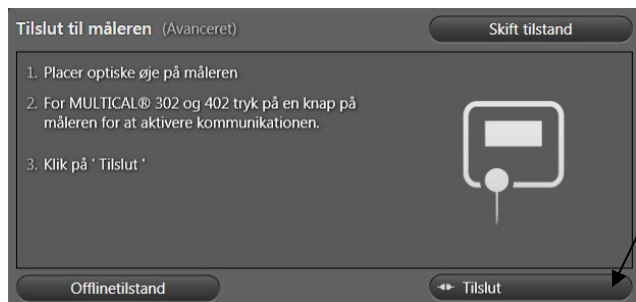 Tilslut til måleren (Avanceret)
Skift tilstand
1. Placer optiske øje på måleren
2. For MULTICAL® 302 og 402 tryk på en knap på
måleren for at aktivere kommunikationen.
3. Klik på ' Tilslut '
Offlinetilstand
Tilslut